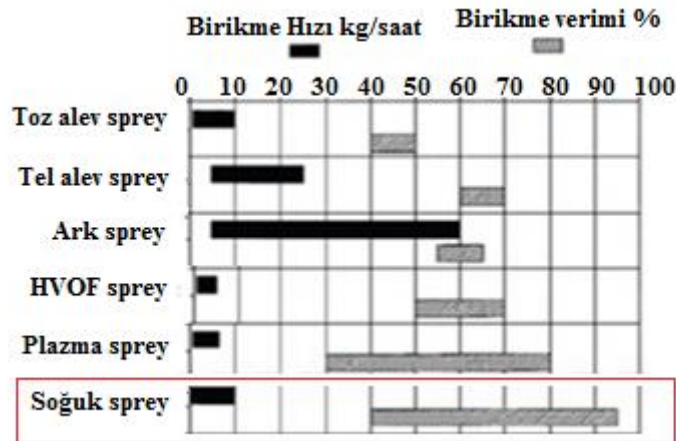 Birikme Hızı kg/saat Birikme verimi %
0 10 20 30 40 50 60 70 80 90 100
Toz alev sprey
Tel alev sprey
Ark sprey
HVOF sprey
Plazma sprey
Soğuk sprey